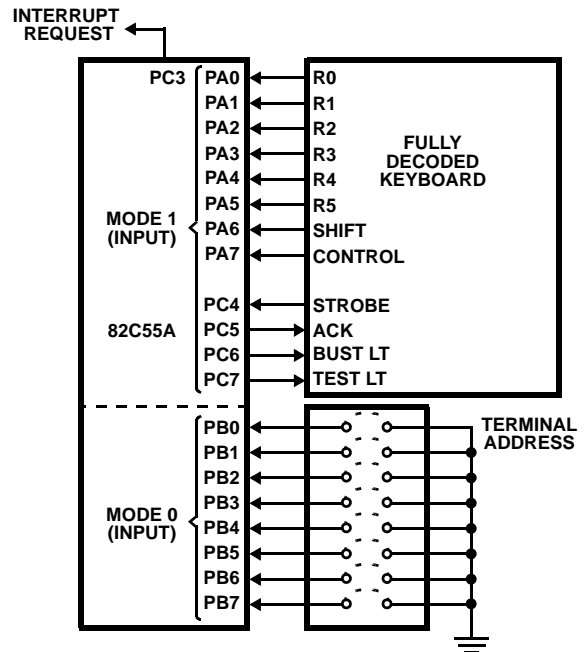 INTERRUPT
REQUEST
PC3 PA0 R0
PA1 R1
PA2 R2
PA3 R3
PA4 R4
PA5 R5
PA6 SHIFT
PA7 CONTROL
MODE 1
(INPUT)
FULLY
DECODED
KEYBOARD
PC4 STROBE
82C55A PC5 ACK
PC6 BUST LT
PC7 TEST LT
PB0
PB1
PB2
PB3
PB4
PB5
PB6
PB7
MODE 0
(INPUT)
TERMINAL
ADDRESS